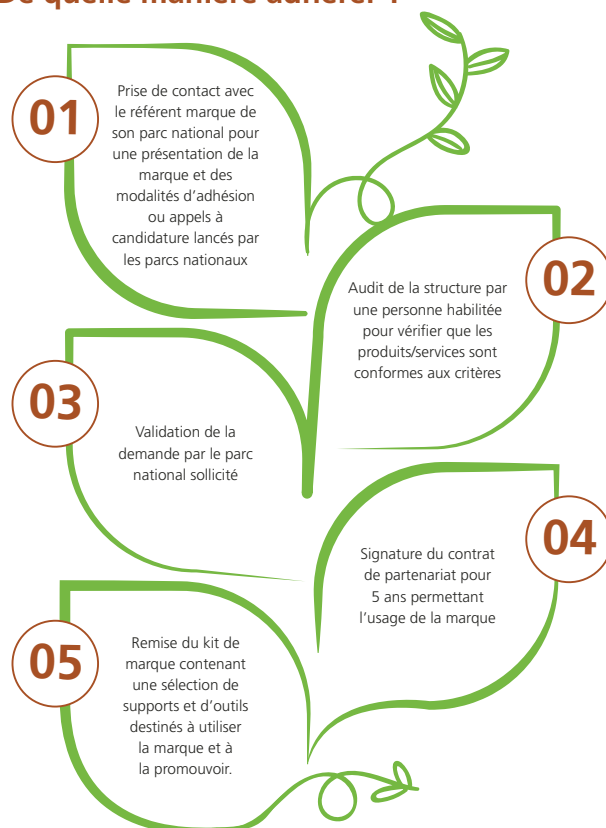 De quelle manière adhérer ?
01
Prise de contact avec
le référent marque de
son parc national pour
une présentation de la
marque et des
modalités d'adhésion
ou appels à
candidature lancés par
les parcs nationaux
02
Audit de la structure par
une personne habilitée
pour vérifier que les
produits/services sont
conformes aux critères
03
Validation de la
demande par le parc
national sollicité
04
Signature du contrat
de partenariat pour
5 ans permettant
l'usage de la marque
05
Remise du kit de
marque contenant
une sélection de
supports et d'outils
destinés à utiliser
la marque et à
la promouvoir.